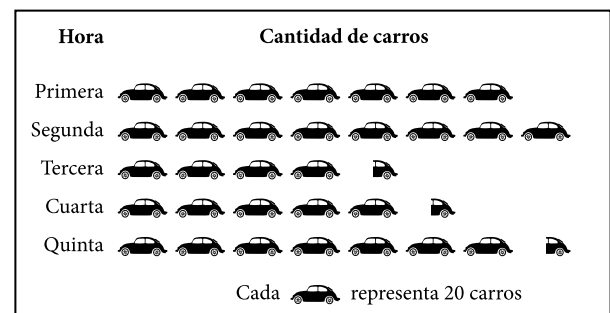 Hora Cantidad de carros
Primera
Segunda
Tercera
Cuarta
Quinta
Cada representa 20 carros